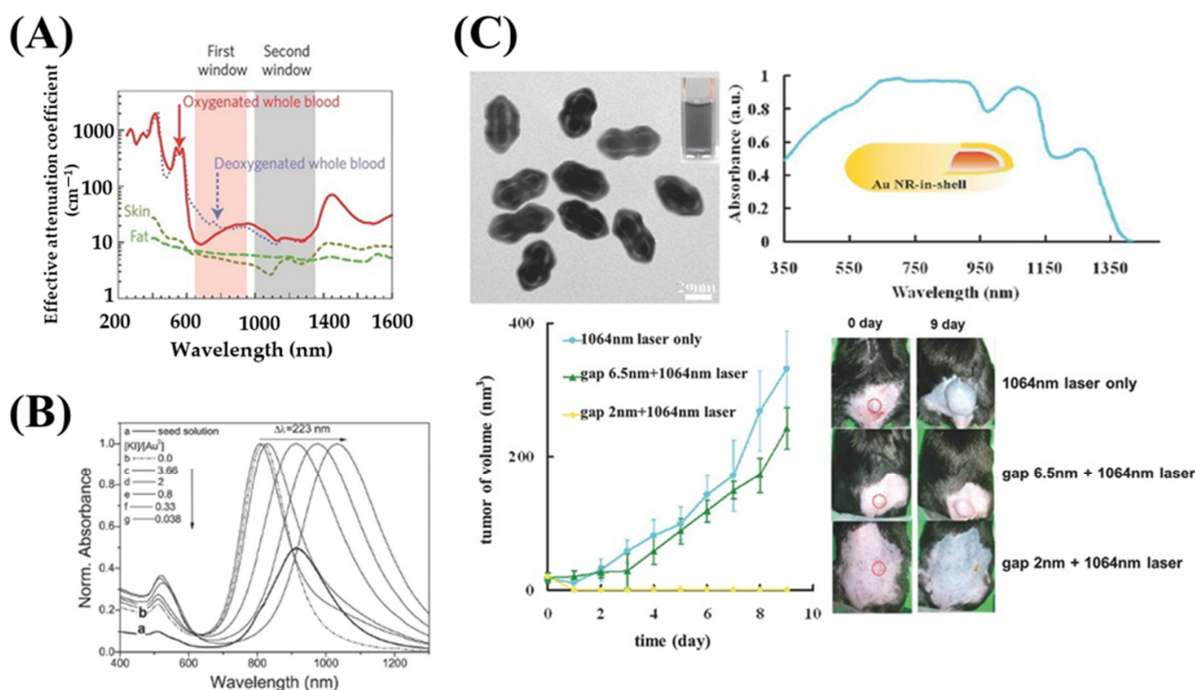 (A)
First
window
Second
window
Effective attenuation coefficient
(cm⁻¹)
1000
100
10
1
Oxygenated whole blood
Deoxygenated whole blood
Skin
Fat
200
600
1000
1400
1600
Wavelength (nm)
(B)
Norm. Absorbance
1.0
0.8
0.6
0.4
0.2
0.0
a seed solution
[KI]/[Au⁰]
b 0.0
c 3.66
d 2
e 0.8
f 0.33
g 0.038
Δλ=223 nm
b
a
400
600
800
1000
1200
Wavelength (nm)
(C)
2nm
Absorbance (a.u.)
1
0.8
0.6
0.4
0.2
0
Au NR-in-shell
350
550
750
950
1150
1350
Wavelength (nm)
tumor of volume (nm³)
400
200
0
1064nm laser only
gap 6.5nm+1064nm laser
gap 2nm+1064nm laser
0
2
4
6
8
10
time (day)
0 day
9 day
1064nm laser only
gap 6.5nm + 1064nm laser
gap 2nm + 1064nm laser